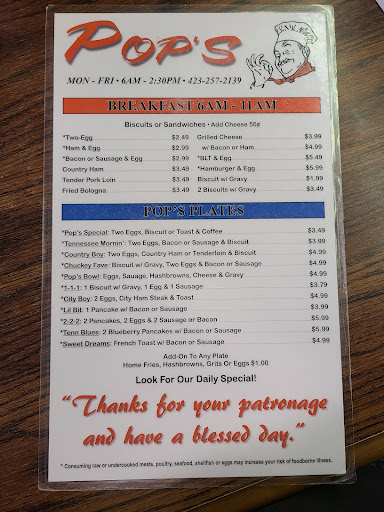 POP'S
MON - FRI • 6AM - 2:30PM • 423-257-2139
BREAKFAST 6AM - 11AM
Biscuits or Sandwiches • Add Cheese 50¢
*Two-Egg $2.49 Grilled Cheese $3.99
*Ham & Egg $2.99 w/ Bacon or Ham $4.99
*Bacon or Sausage & Egg $2.99 *BLT & Egg $5.49
Country Ham $3.49 *Hamburger & Egg $5.99
Tender Pork Loin $3.49 Biscuit w/ Gravy $1.99
Fried Bologna $3.49 2 Biscuits w/ Gravy $3.49
POP'S PLATES
*Pop's Special: Two Eggs, Biscuit or Toast & Coffee $3.49
*Tennessee Mornin': Two Eggs, Bacon or Sausage & Biscuit $3.99
*Country Boy: Two Eggs, Country Ham or Tenderloin & Biscuit $4.99
*Chuckey Fave: Biscuit w/ Gravy, Two Eggs & Bacon or Sausage $4.99
*Pop's Bowl: Eggs, Sauage, Hashbrowns, Cheese & Gravy $4.99
*1-1-1: 1 Biscuit w/ Gravy, 1 Egg & 1 Sausage $3.79
*City Boy: 2 Eggs, City Ham Steak & Toast $4.99
*Lil Bit: 1 Pancake w/ Bacon or Sausage $3.99
*2-2-2: 2 Pancakes, 2 Eggs & 2 Sausage or Bacon $5.99
*Tenn Blues: 2 Blueberry Pancakes w/ Bacon or Sausage $5.99
*Sweet Dreams: French Toast w/ Bacon or Sausage $4.99
Add-On To Any Plate
Home Fries, Hashbrowns, Grits Or Eggs $1.00
Look For Our Daily Special!
"Thanks for your patronage
and have a blessed day."
* Consuming raw or undercooked meats, poultry, seafood, shellfish or eggs may increase your risk of foodborne illness.